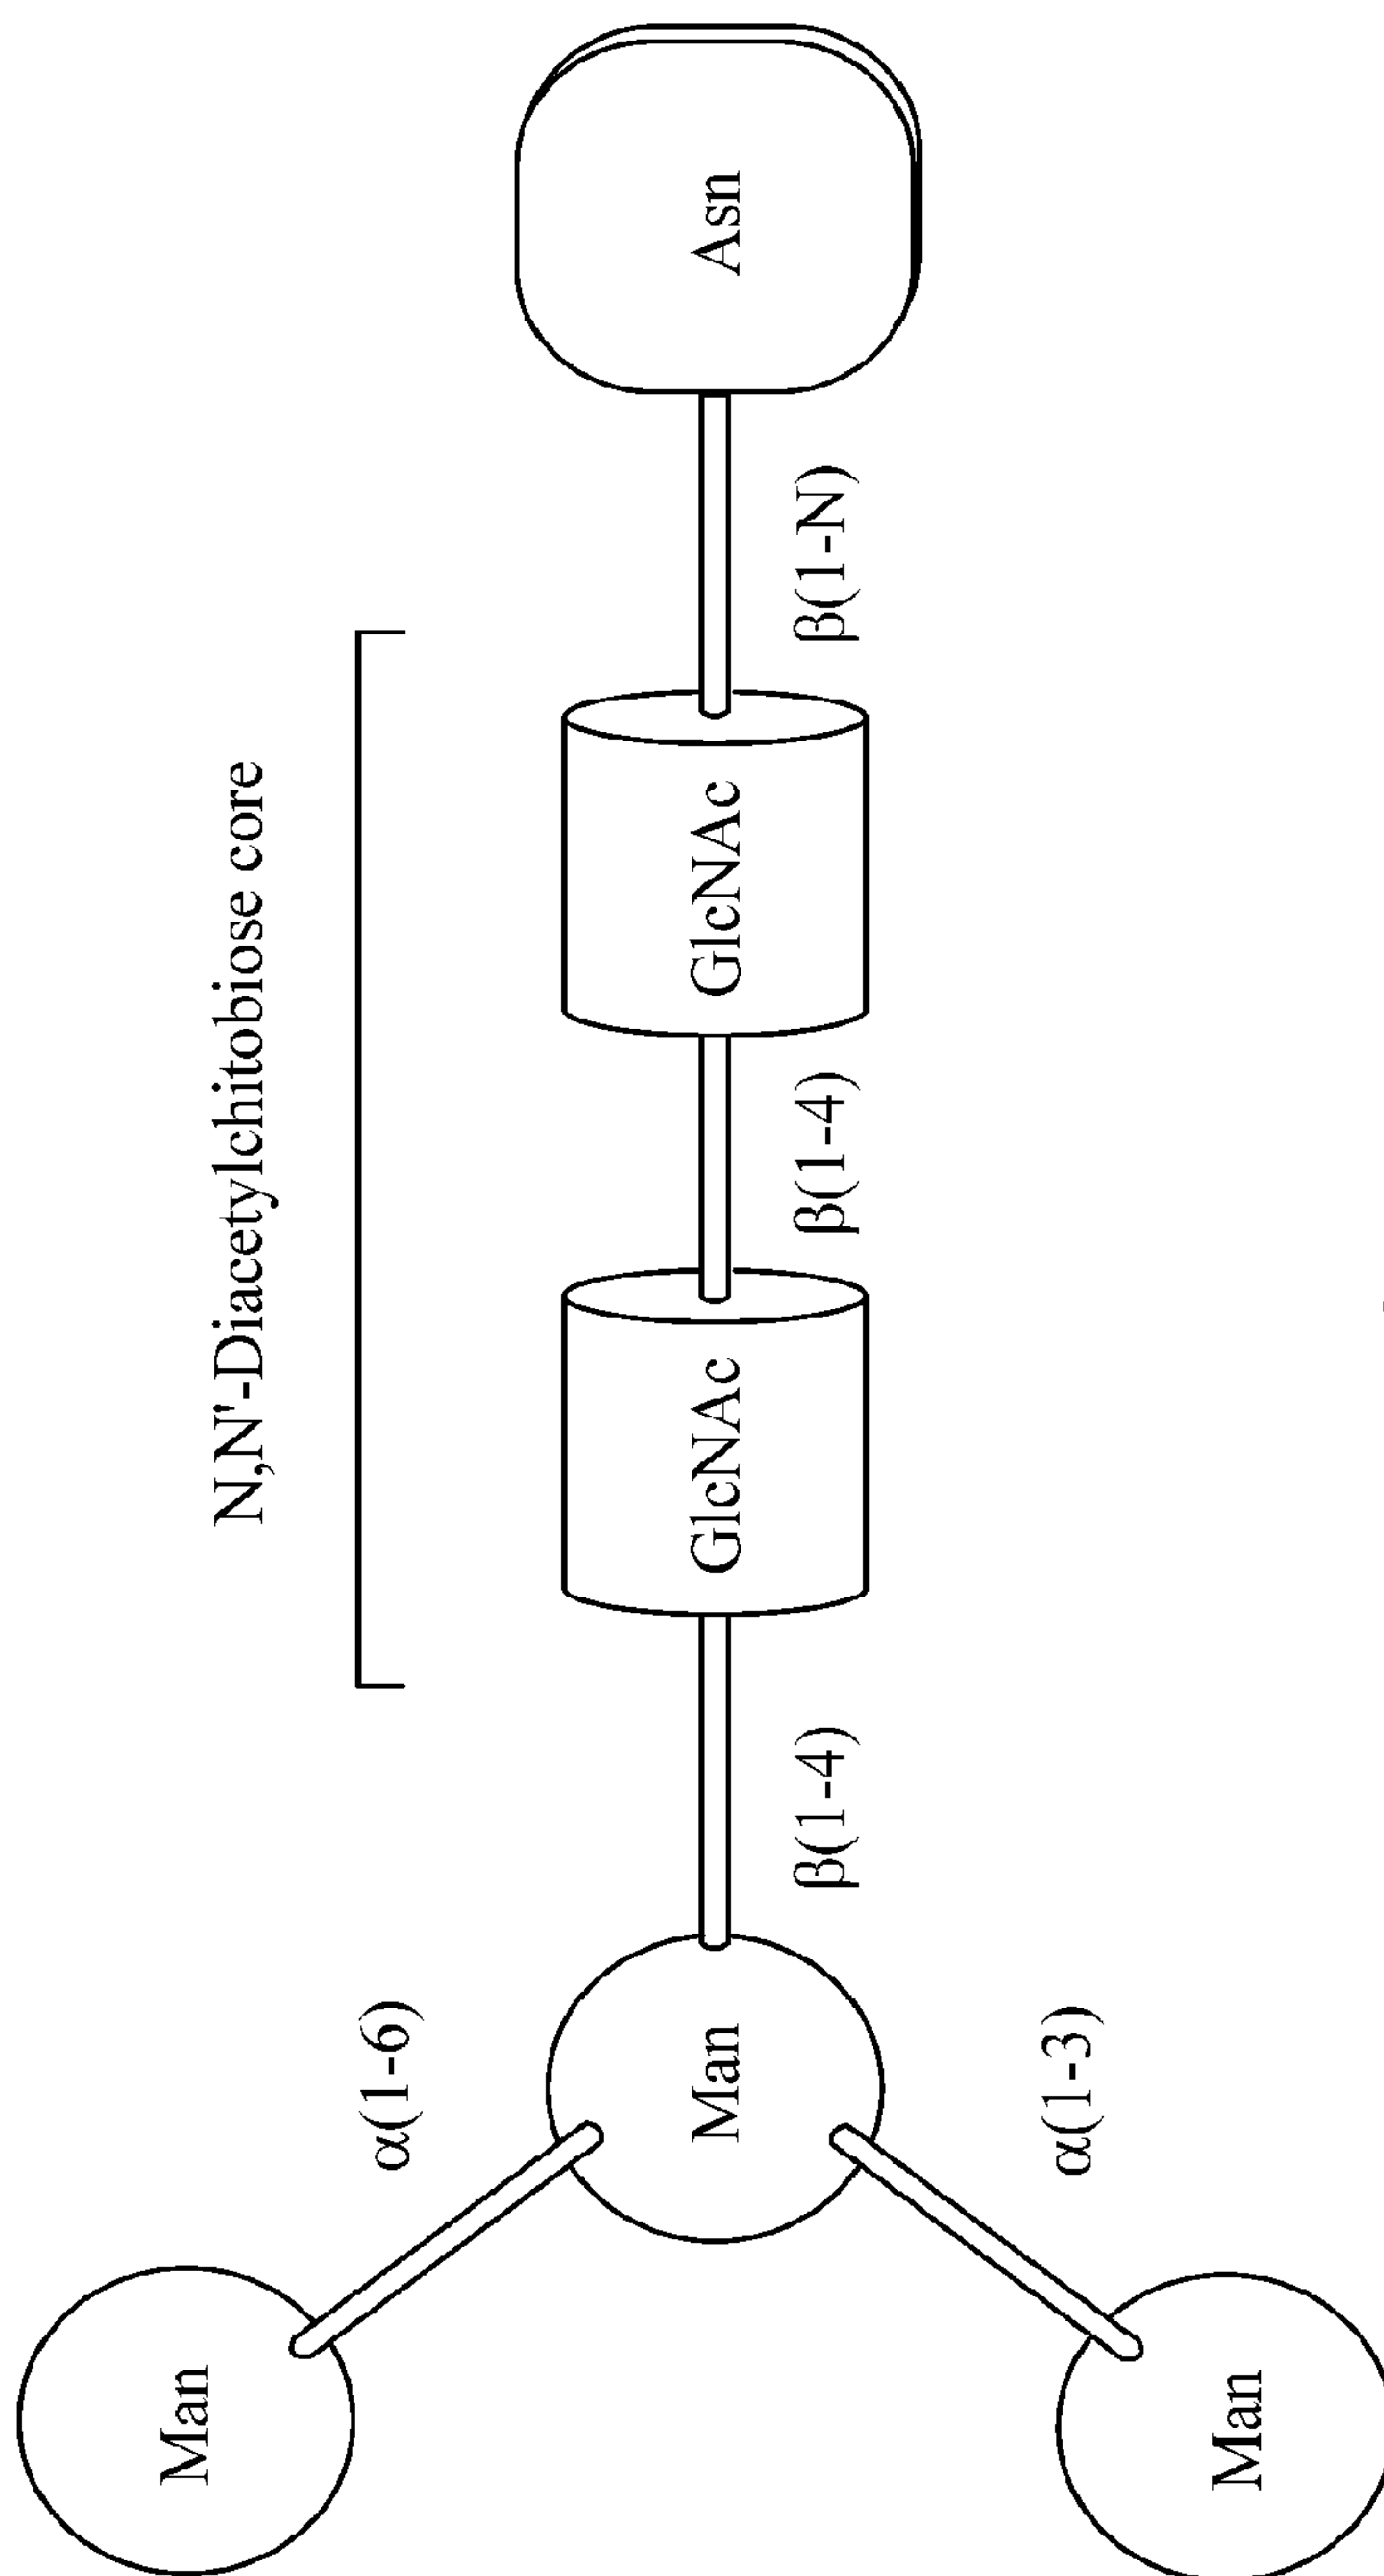 N,N'-Diacetylchitobiose core
Man
α(1-6)
Man
β(1-4)
GlcNAc
β(1-4)
GlcNAc
β(1-N)
Asn
α(1-3)
Man